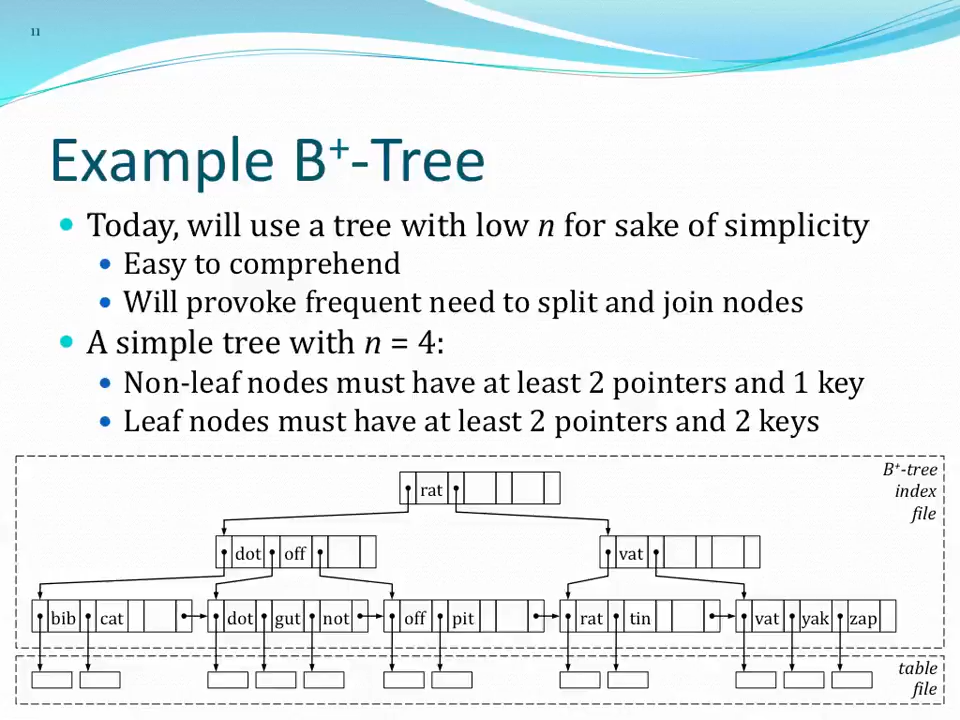 11
Example B⁺-Tree
• Today, will use a tree with low n for sake of simplicity
• Easy to comprehend
• Will provoke frequent need to split and join nodes
• A simple tree with n = 4:
• Non-leaf nodes must have at least 2 pointers and 1 key
• Leaf nodes must have at least 2 pointers and 2 keys
B⁺-tree
index
file
rat
dot off vat
bib cat dot gut not off pit rat tin vat yak zap
table
file